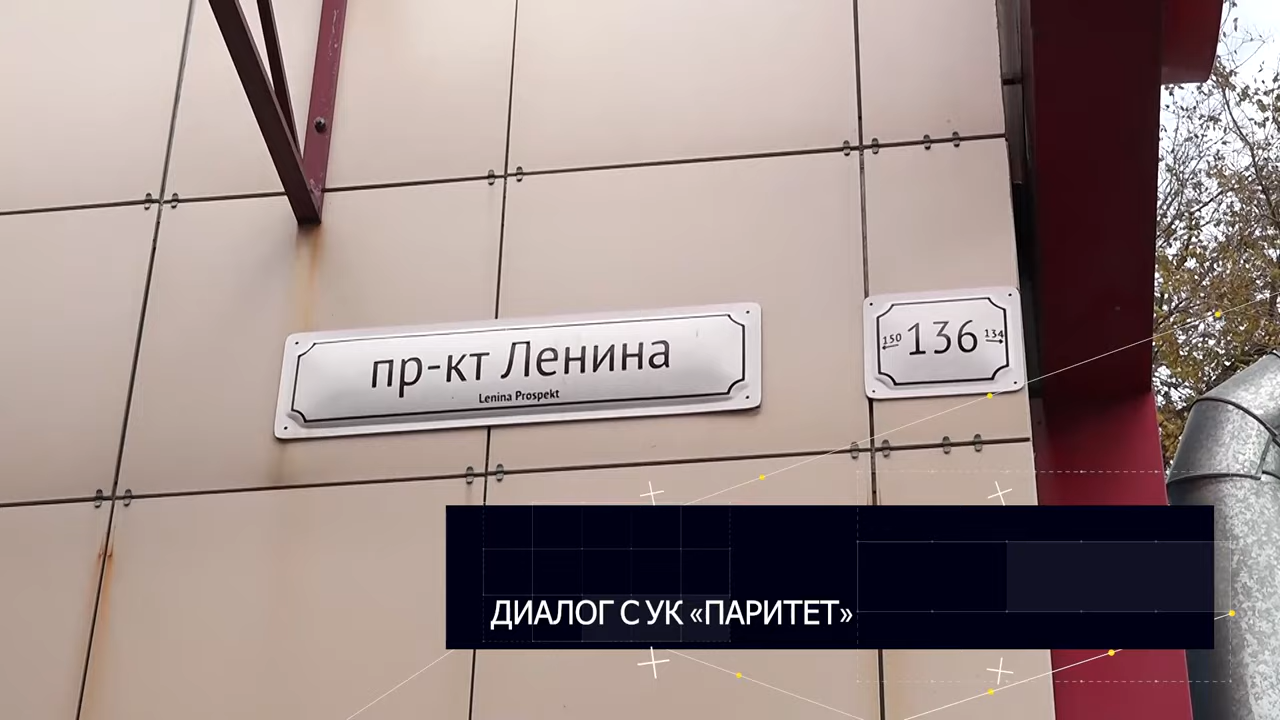 пр-кт Ленина
Lenina Prospekt
150 136 134
ДИАЛОГ С УК «ПАРИТЕТ»